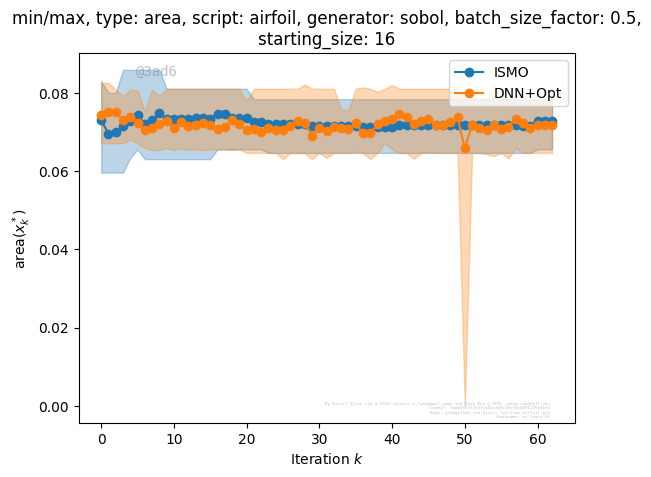 min/max, type: area, script: airfoil, generator: sobol, batch_size_factor: 0.5,
starting_size: 16
@3ad6
ISMO
DNN+Opt
0.08
0.06
0.04
0.02
0.00
area(x*k)
0 10 20 30 40 50 60
Iteration k